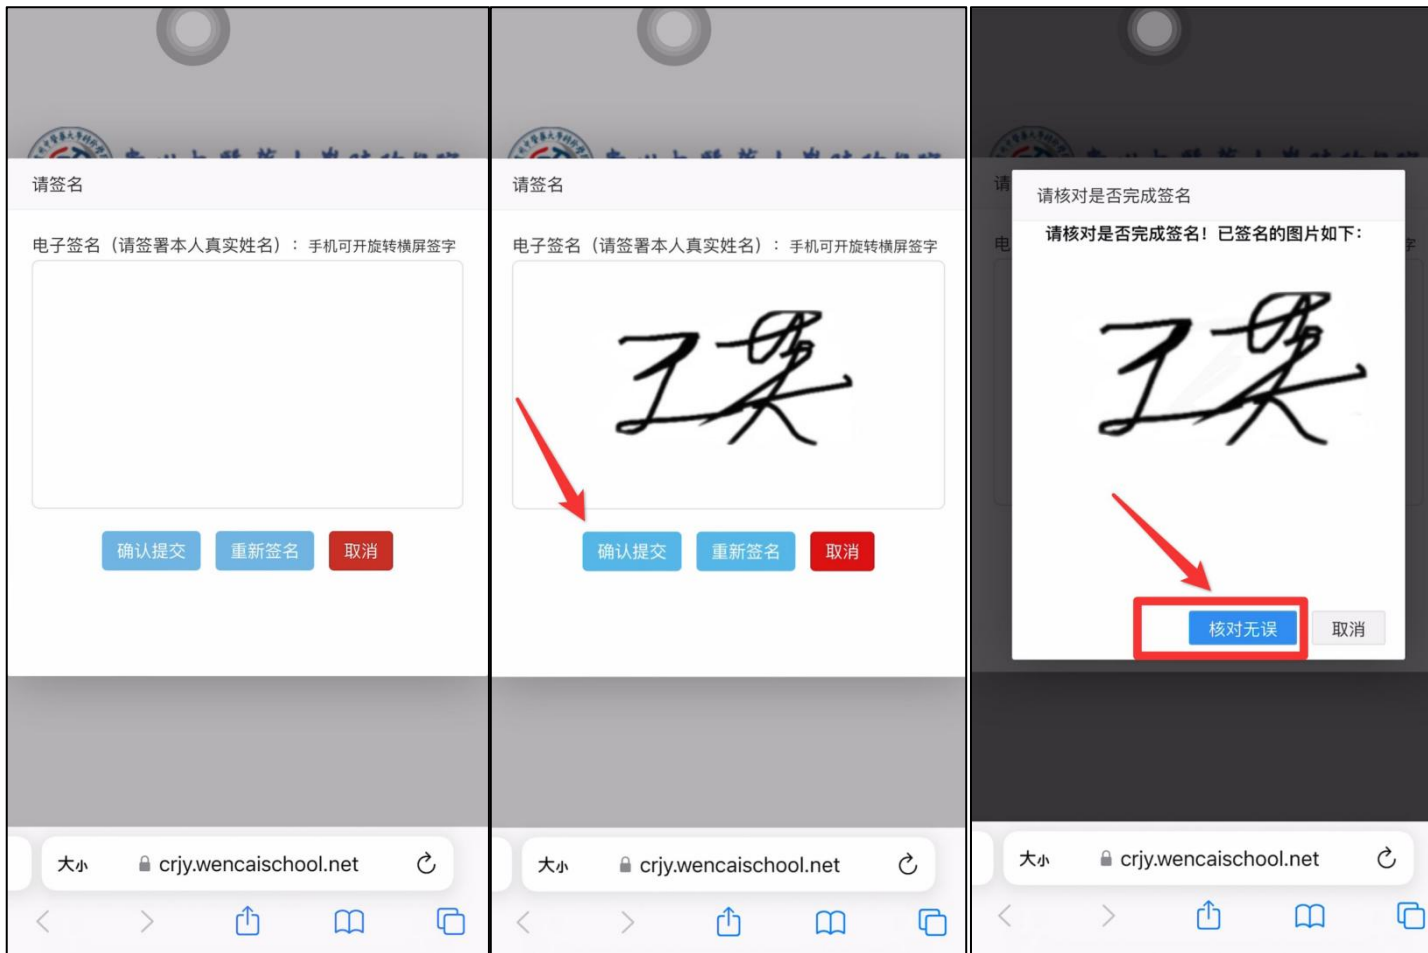 请签名
电子签名（请签署本人真实姓名）：手机可开旋转横屏签字
确认提交 重新签名 取消
大小 crjy.wencaischool.net
请签名
电子签名（请签署本人真实姓名）：手机可开旋转横屏签字
确认提交 重新签名 取消
大小 crjy.wencaischool.net
请
请核对是否完成签名
请核对是否完成签名！已签名的图片如下：
电
字
核对无误 取消
大小 crjy.wencaischool.net